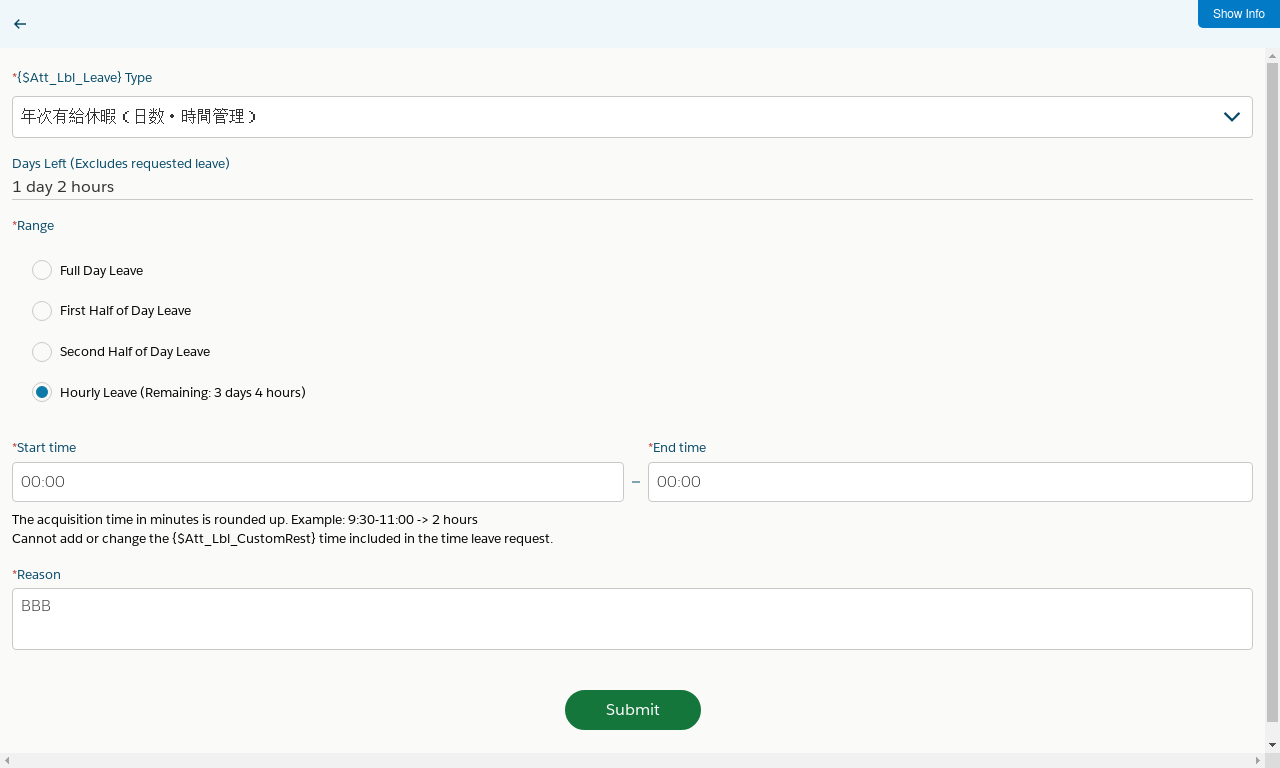 Show Info
*{$Att_Lbl_Leave} Type
年次有給休暇（日数・時間管理）
Days Left (Excludes requested leave)
1 day 2 hours
*Range
Full Day Leave
First Half of Day Leave
Second Half of Day Leave
Hourly Leave (Remaining: 3 days 4 hours)
*Start time
*End time
00:00 – 00:00
The acquisition time in minutes is rounded up. Example: 9:30-11:00 -> 2 hours
Cannot add or change the {$Att_Lbl_CustomRest} time included in the time leave request.
*Reason
BBB
Submit